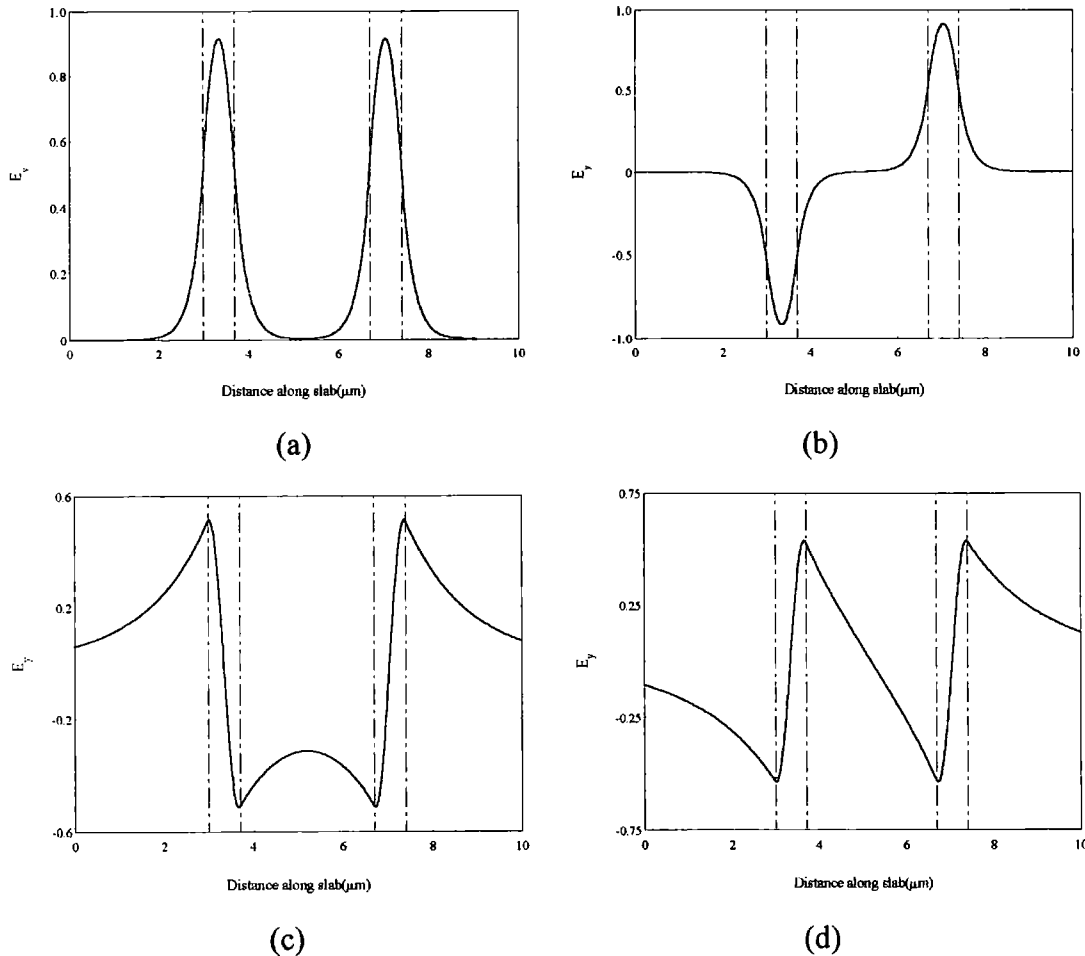 1.0
0.8
0.6
0.4
0.2
0
E_y
0 2 4 6 8 10
Distance along slab(μm)
(a)
1.0
0.5
0
-0.5
-1.0
E_y
0 2 4 6 8 10
Distance along slab(μm)
(b)
0.6
0.2
-0.2
-0.6
E_y
0 2 4 6 8 10
Distance along slab(μm)
(c)
0.75
0.25
-0.25
-0.75
E_y
0 2 4 6 8 10
Distance along slab(μm)
(d)